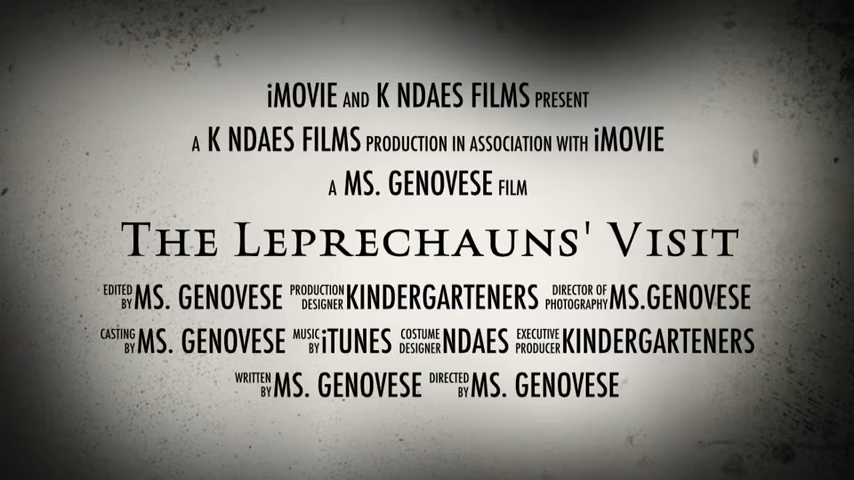 iMOVIE AND K NDAES FILMS PRESENT
A K NDAES FILMS PRODUCTION IN ASSOCIATION WITH iMOVIE
A MS. GENOVESE FILM
THE LEPRECHAUNS' VISIT
EDITED BY MS. GENOVESE PRODUCTION DESIGNER KINDERGARTENERS DIRECTOR OF PHOTOGRAPHY MS.GENOVESE
CASTING BY MS. GENOVESE MUSIC BY iTUNES COSTUME DESIGNER NDAES EXECUTIVE PRODUCER KINDERGARTENERS
WRITTEN BY MS. GENOVESE DIRECTED BY MS. GENOVESE